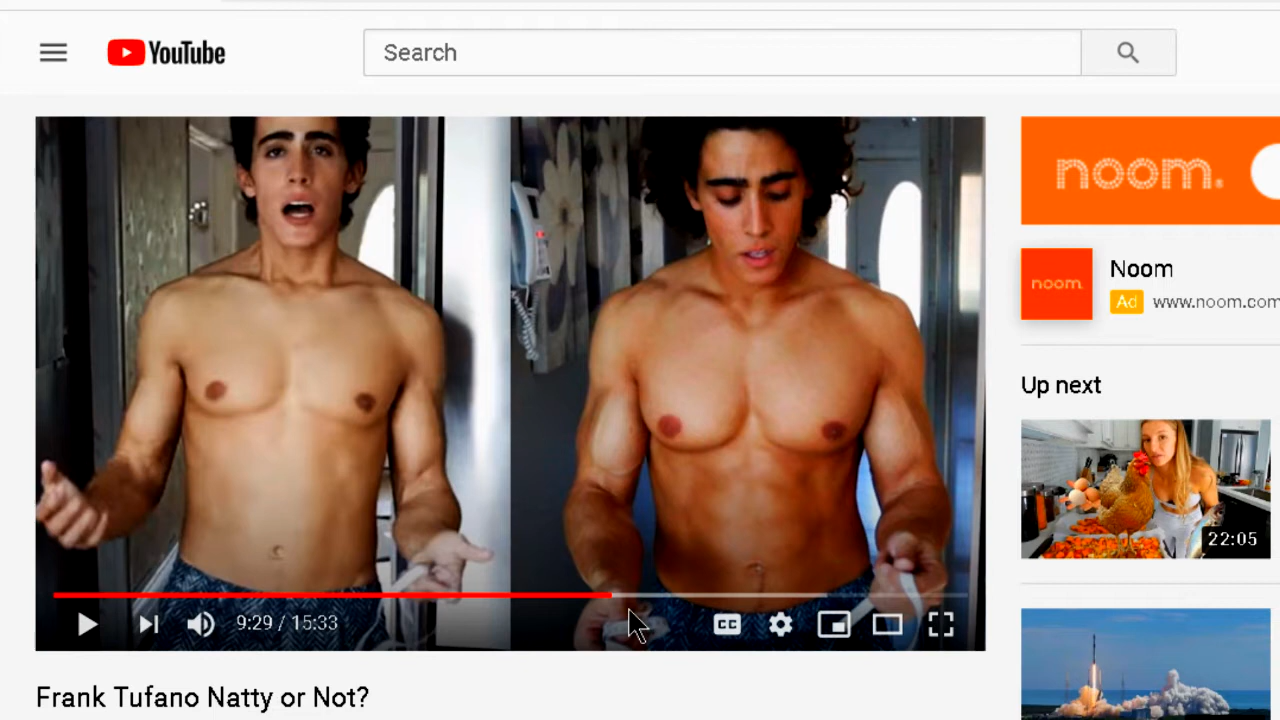 YouTube
Search
noom.
noom
Noom
Ad www.noom.com
Up next
22:05
CC
9:29 / 15:33
Frank Tufano Natty or Not?